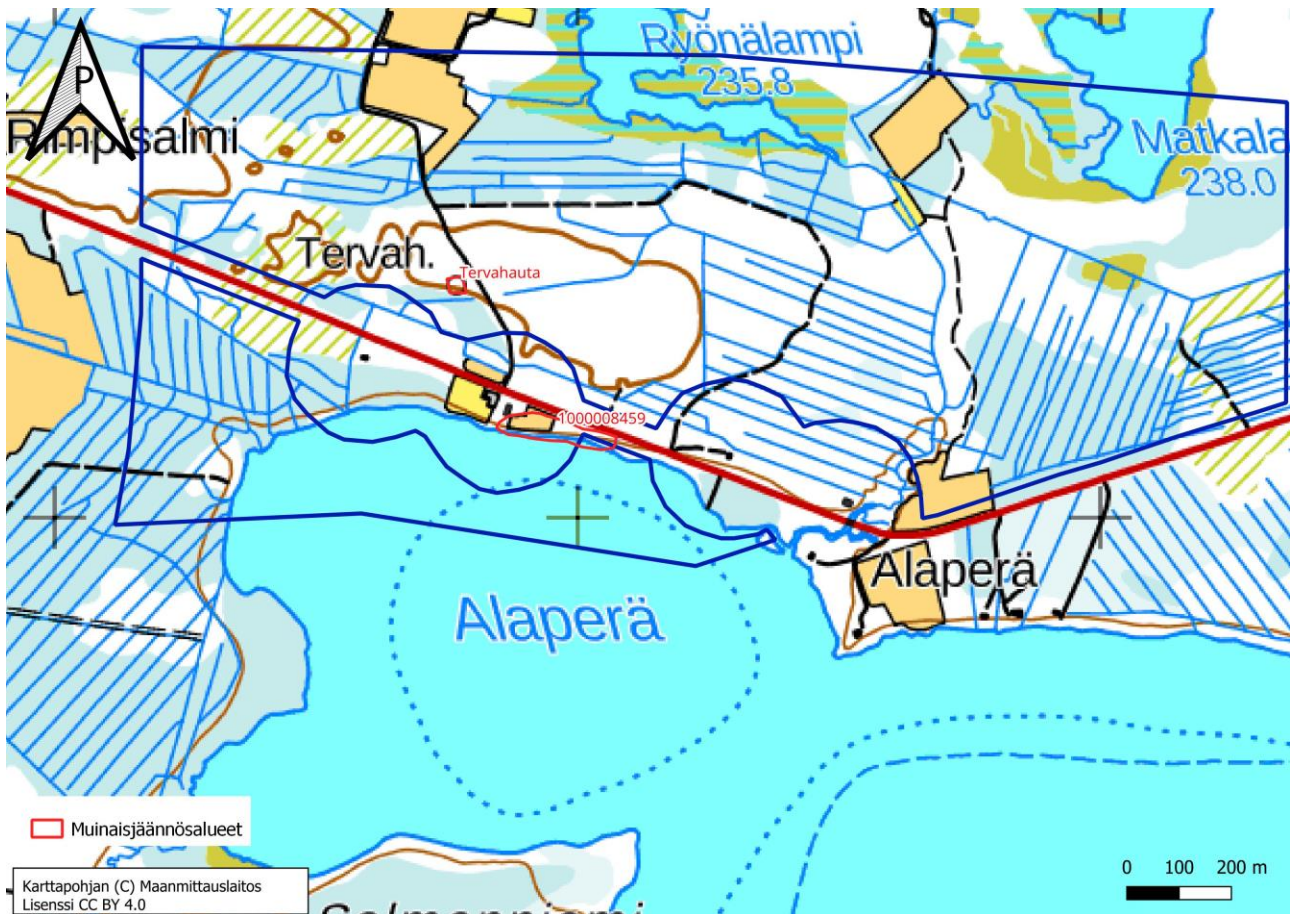 P
Ryönälampi
235.8
Rimpisalmi
Matkala
238.0
Tervah.
Tervahauta
1000008459
Alaperä
Alaperä
Muinaisjäännösalueet
0 100 200 m
Karttapohjan (C) Maanmittauslaitos
Lisenssi CC BY 4.0